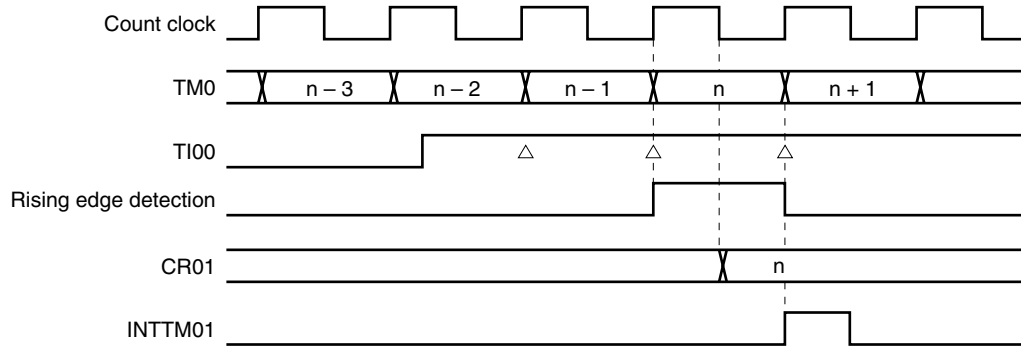 Count clock
TM0 n – 3 n – 2 n – 1 n n + 1
TI00
Rising edge detection
CR01 n
INTTM01